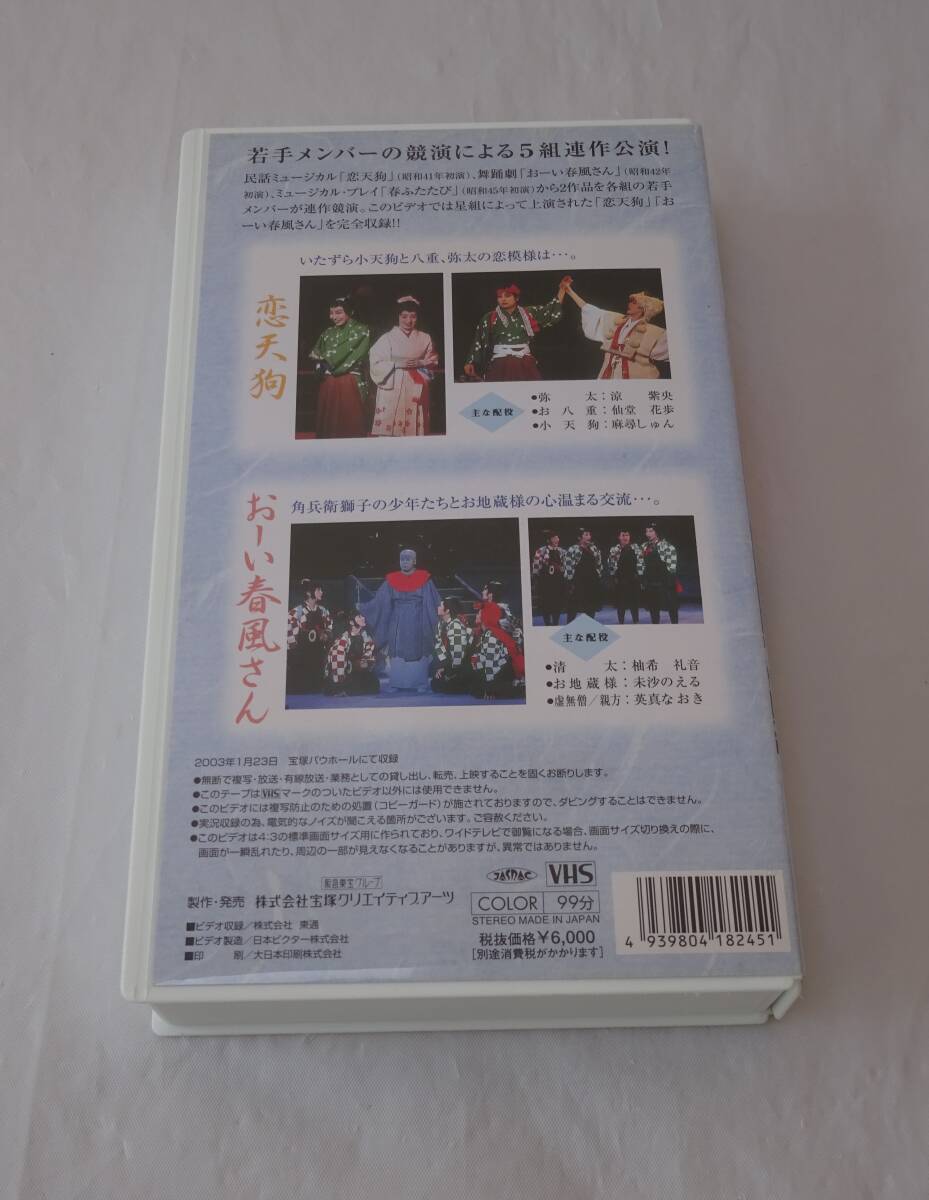 若手メンバーの競演による5組連作公演!
民話ミュージカル「恋天狗」(昭和41年初演)、舞踊劇「おーい春風さん」(昭和42年
初演)、ミュージカル・プレイ「春ふたたび」(昭和45年初演)から2作品を各組の若手
メンバーが連作競演。このビデオでは星組によって上演された「恋天狗」「お
ーい春風さん」を完全収録!!
いたずら小天狗と八重、弥太の恋模様は…。
恋天狗
主な配役
●弥太:涼 紫央
●お八重:仙堂 花歩
●小天狗:麻尋しゅん
角兵衛獅子の少年たちとお地蔵様の心温まる交流…。
おーい春風さん
主な配役
●清太:柚希 礼音
●お地蔵様:未沙のえる
●虚無僧/親方:英真なおき
2003年1月23日 宝塚バウホールにて収録
●無断で複写・放送・有線放送・業務としての貸し出し、転売、上映することを固くお断りします。
●このテープはVHSマークのついたビデオ以外には使用できません。
●このビデオには複写防止のための処置(コピーガード)が施されておりますので、ダビングすることはできません。
●実況収録の為、電気的なノイズが聞こえる箇所がございます。ご容赦ください。
●このビデオは4:3の標準画面サイズ用に作られており、ワイドテレビで御覧になる場合、画面サイズ切り換えの際に、
画面が一瞬乱れたり、周辺の一部が見えなくなることがありますが、異常ではありません。
阪急東宝グループ
製作・発売 株式会社宝塚クリエイティブアーツ
■ビデオ収録/株式会社 東通
■ビデオ製造/日本ビクター株式会社
■印 刷/大日本印刷株式会社
JASRAC VHS
COLOR 99分
STEREO MADE IN JAPAN
税抜価格¥6,000
[別途消費税がかかります]
4 939804 182451